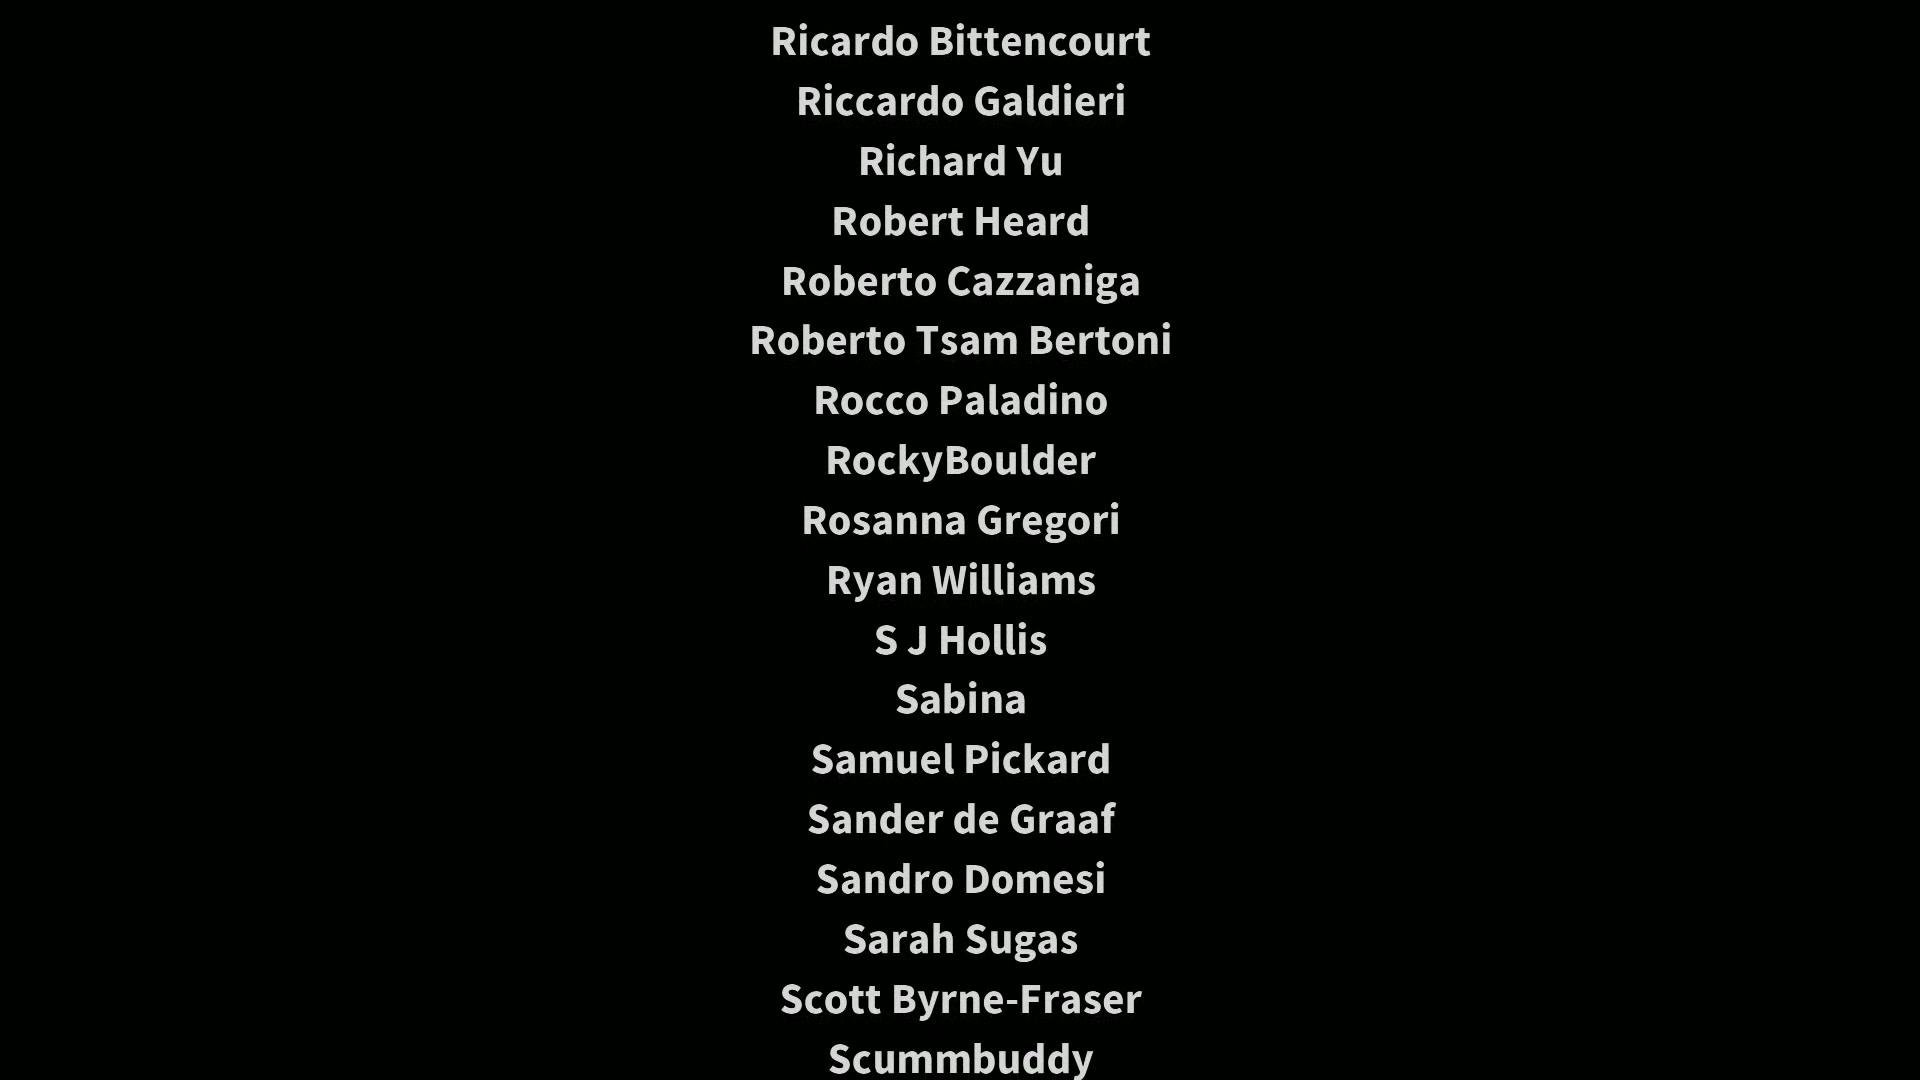 Ricardo Bittencourt
Riccardo Galdieri
Richard Yu
Robert Heard
Roberto Cazzaniga
Roberto Tsam Bertoni
Rocco Paladino
RockyBoulder
Rosanna Gregori
Ryan Williams
S J Hollis
Sabina
Samuel Pickard
Sander de Graaf
Sandro Domesi
Sarah Sugas
Scott Byrne-Fraser
Scummbuddy